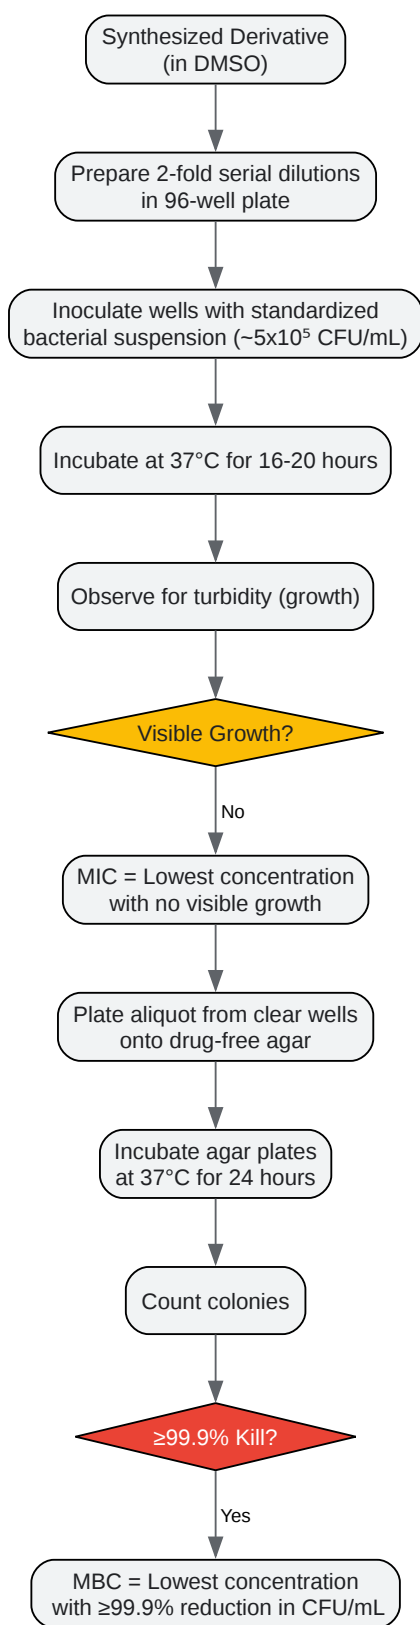 Synthesized Derivative
(in DMSO)
Prepare 2-fold serial dilutions
in 96-well plate
Inoculate wells with standardized
bacterial suspension (~5x10⁵ CFU/mL)
Incubate at 37°C for 16-20 hours
Observe for turbidity (growth)
Visible Growth?
No
MIC = Lowest concentration
with no visible growth
Plate aliquot from clear wells
onto drug-free agar
Incubate agar plates
at 37°C for 24 hours
Count colonies
≥99.9% Kill?
Yes
MBC = Lowest concentration
with ≥99.9% reduction in CFU/mL